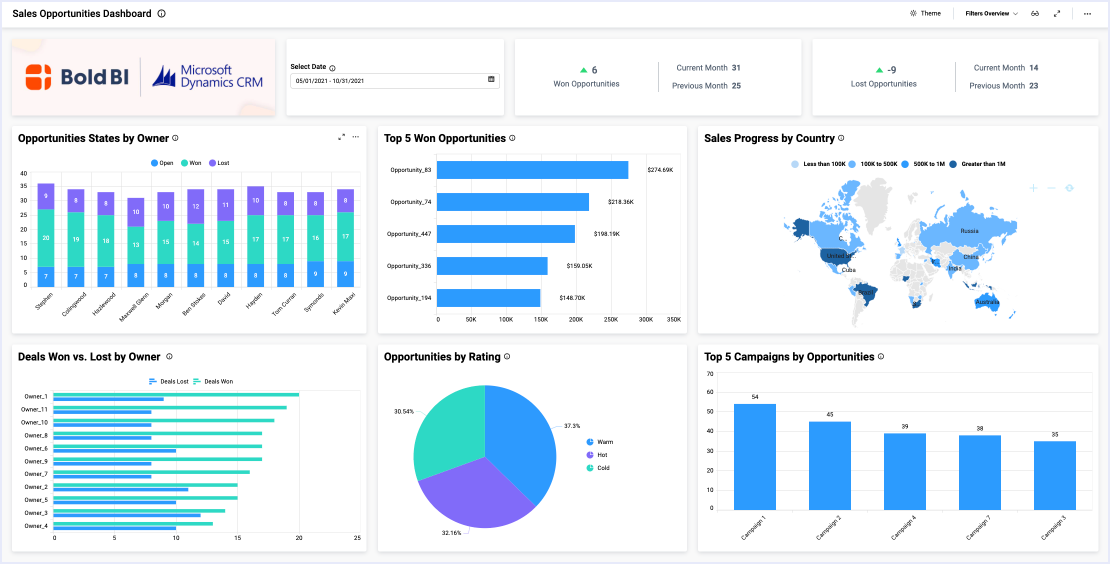 Sales Opportunities Dashboard
Theme
Filters Overview
Bold BI
Microsoft
Dynamics CRM
Select Date
05/01/2021 - 10/31/2021
6
Won Opportunities
Current Month 31
Previous Month 25
-9
Lost Opportunities
Current Month 14
Previous Month 23
Opportunities States by Owner
Open Won Lost
40
35
30
25
20
15
10
5
0
9 8 8 10 10 12 11 10 8 8 8
20 19 18 13 15 14 15 17 17 16 17
7 7 7 8 8 8 8 8 8 9 9
Stephen
Colingwood
Hazlewood
Maxwell Glenn
Morgan
Ben Stokes
David
Hayden
Tom Curran
Symonds
Kevin Maxi
Top 5 Won Opportunities
Opportunity_83 $274.69K
Opportunity_74 $218.36K
Opportunity_447 $198.19K
Opportunity_336 $159.05K
Opportunity_194 $148.70K
0 50K 100K 150K 200K 250K 300K 350K
Sales Progress by Country
Less than 100K 100K to 500K 500K to 1M Greater than 1M
C..
Russia
United St..
China
Cuba
India
Brazil
Australia
Deals Won vs. Lost by Owner
Deals Lost Deals Won
Owner_1
Owner_11
Owner_10
Owner_8
Owner_6
Owner_9
Owner_7
Owner_2
Owner_5
Owner_3
Owner_4
0 5 10 15 20 25
Opportunities by Rating
30.54%
37.3%
32.16%
Warm
Hot
Cold
Top 5 Campaigns by Opportunities
70
60
50
40
30
20
10
0
54
45
39
38
35
Campaign 1
Campaign 2
Campaign 4
Campaign 7
Campaign 3